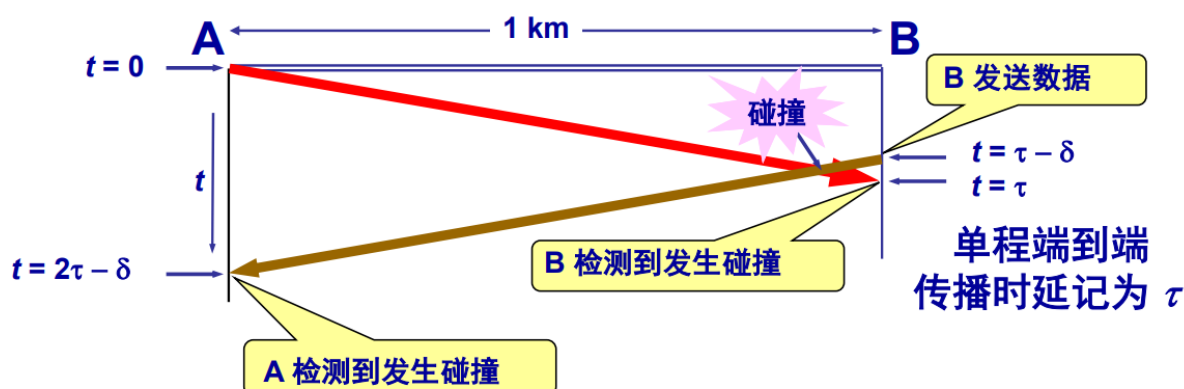 A
1 km
B
t = 0
B 发送数据
碰撞
t = τ – δ
t
t = τ
B 检测到发生碰撞
单程端到端
传播时延记为 τ
t = 2τ – δ
A 检测到发生碰撞